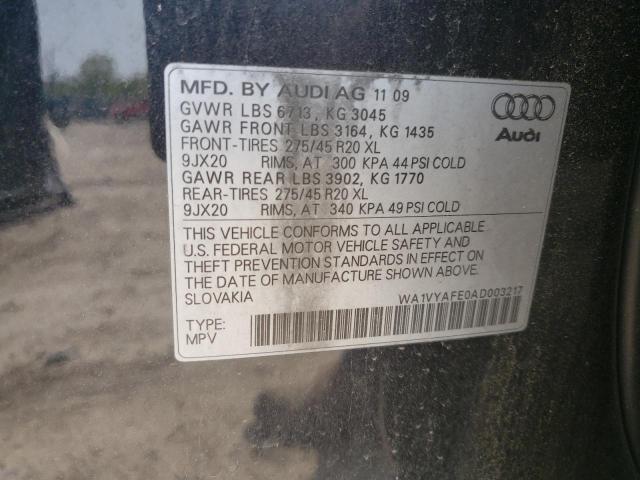 MFD. BY AUDI AG 11 09
GVWR LBS 6713, KG 3045
GAWR FRONT LBS 3164, KG 1435
FRONT-TIRES 275/45 R20 XL
9JX20 RIMS, AT 300 KPA 44 PSI COLD
GAWR REAR LBS 3902, KG 1770
REAR-TIRES 275/45 R20 XL
9JX20 RIMS, AT 340 KPA 49 PSI COLD
Audi
THIS VEHICLE CONFORMS TO ALL APPLICABLE
U.S. FEDERAL MOTOR VEHICLE SAFETY AND
THEFT PREVENTION STANDARDS IN EFFECT ON
THE DATE OF MANUFACTURE SHOWN ABOVE.
SLOVAKIA
WA1VYAFE0AD003217
TYPE:
MPV